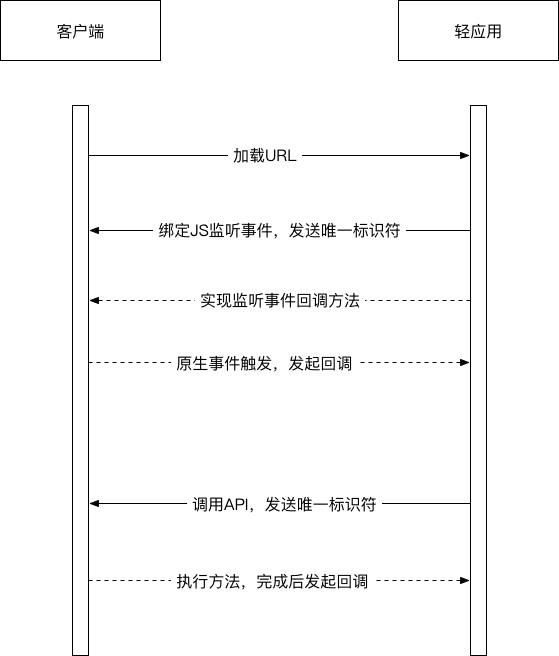 客户端
轻应用
加载URL
绑定JS监听事件，发送唯一标识符
实现监听事件回调方法
原生事件触发，发起回调
调用API，发送唯一标识符
执行方法，完成后发起回调